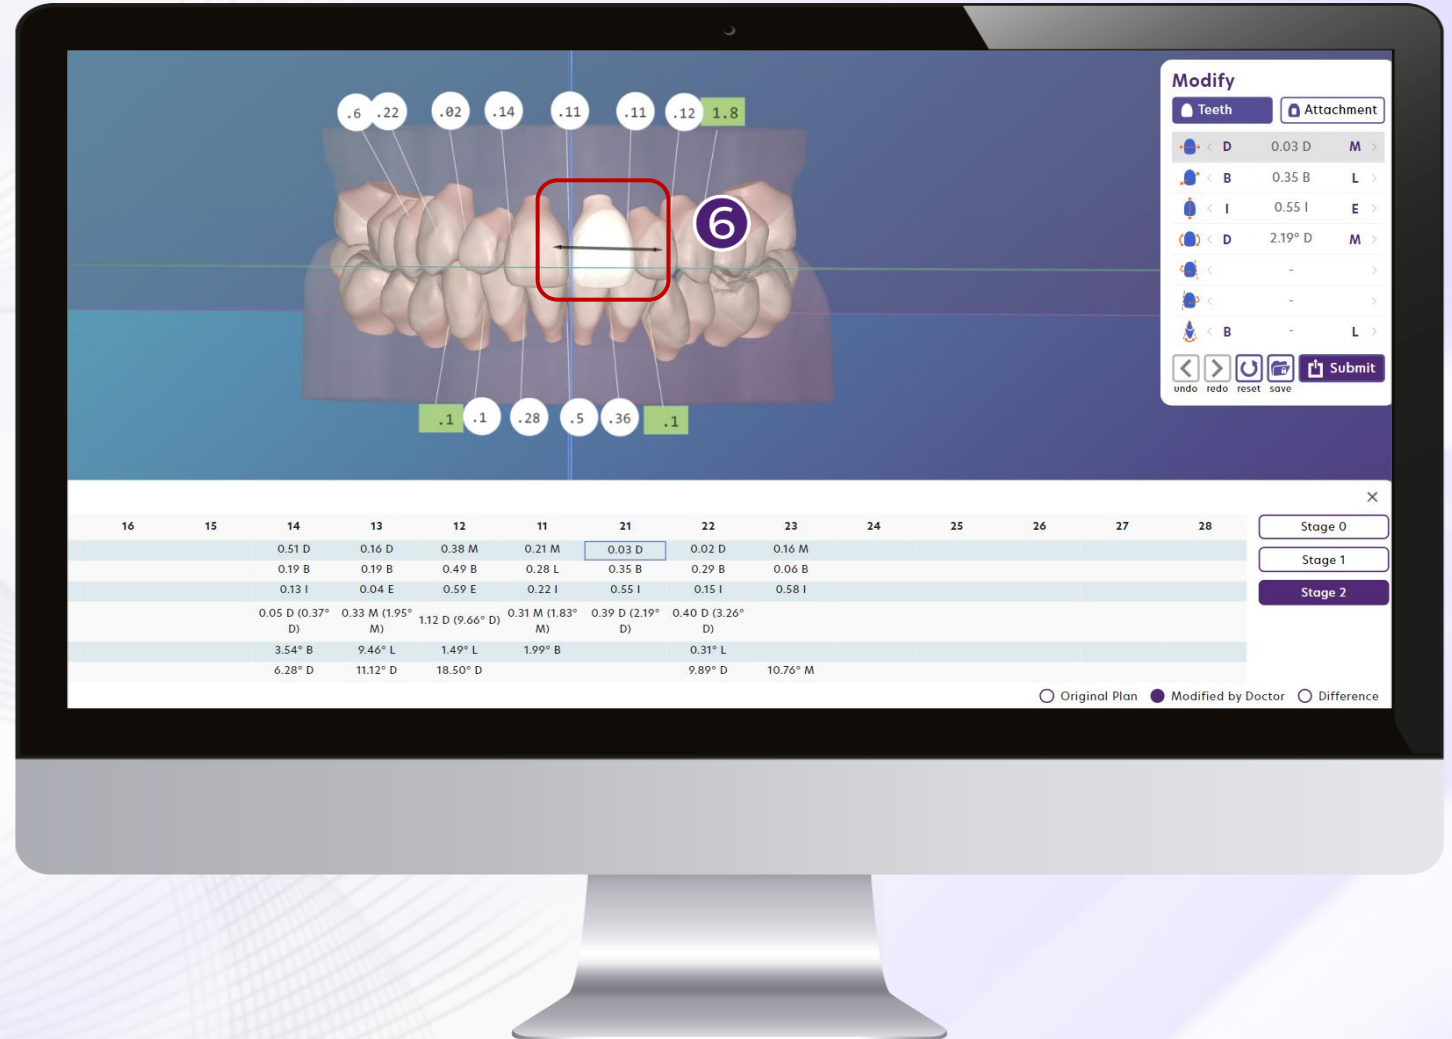 .6 .22 .02 .14 .11 .11 .12 1.8
6
.1 .1 .28 .5 .36 .1
Modify
Teeth Attachment
D 0.03 D M
B 0.35 B L
I 0.55 I E
D 2.19° D M
-
-
B - L
undo redo reset save Submit
16 15 14 13 12 11 21 22 23 24 25 26 27 28
0.51 D 0.16 D 0.38 M 0.21 M 0.03 D 0.02 D 0.16 M
0.19 B 0.19 B 0.49 B 0.28 L 0.35 B 0.29 B 0.06 B
0.13 I 0.04 E 0.59 E 0.22 I 0.55 I 0.15 I 0.58 I
0.05 D (0.37° D) 0.33 M (1.95° M) 1.12 D (9.66° D) 0.31 M (1.83° M) 0.39 D (2.19° D) 0.40 D (3.26° D)
3.54° B 9.46° L 1.49° L 1.99° B 0.31° L
6.28° D 11.12° D 18.50° D 9.89° D 10.76° M
Stage 0
Stage 1
Stage 2
Original Plan Modified by Doctor Difference